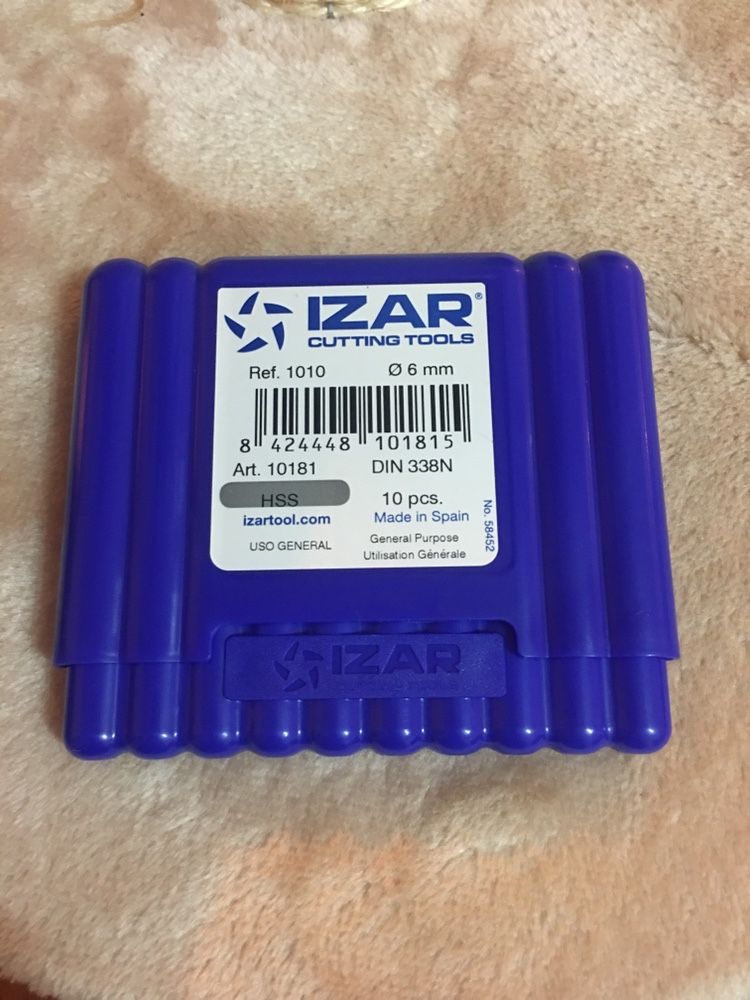 IZAR®
CUTTING TOOLS
Ref. 1010 Ø 6 mm
8 424448 101815
Art. 10181 DIN 338N
HSS 10 pcs.
izartool.com Made in Spain
No. 58452
USO GENERAL
General Purpose
Utilisation Générale
IZAR